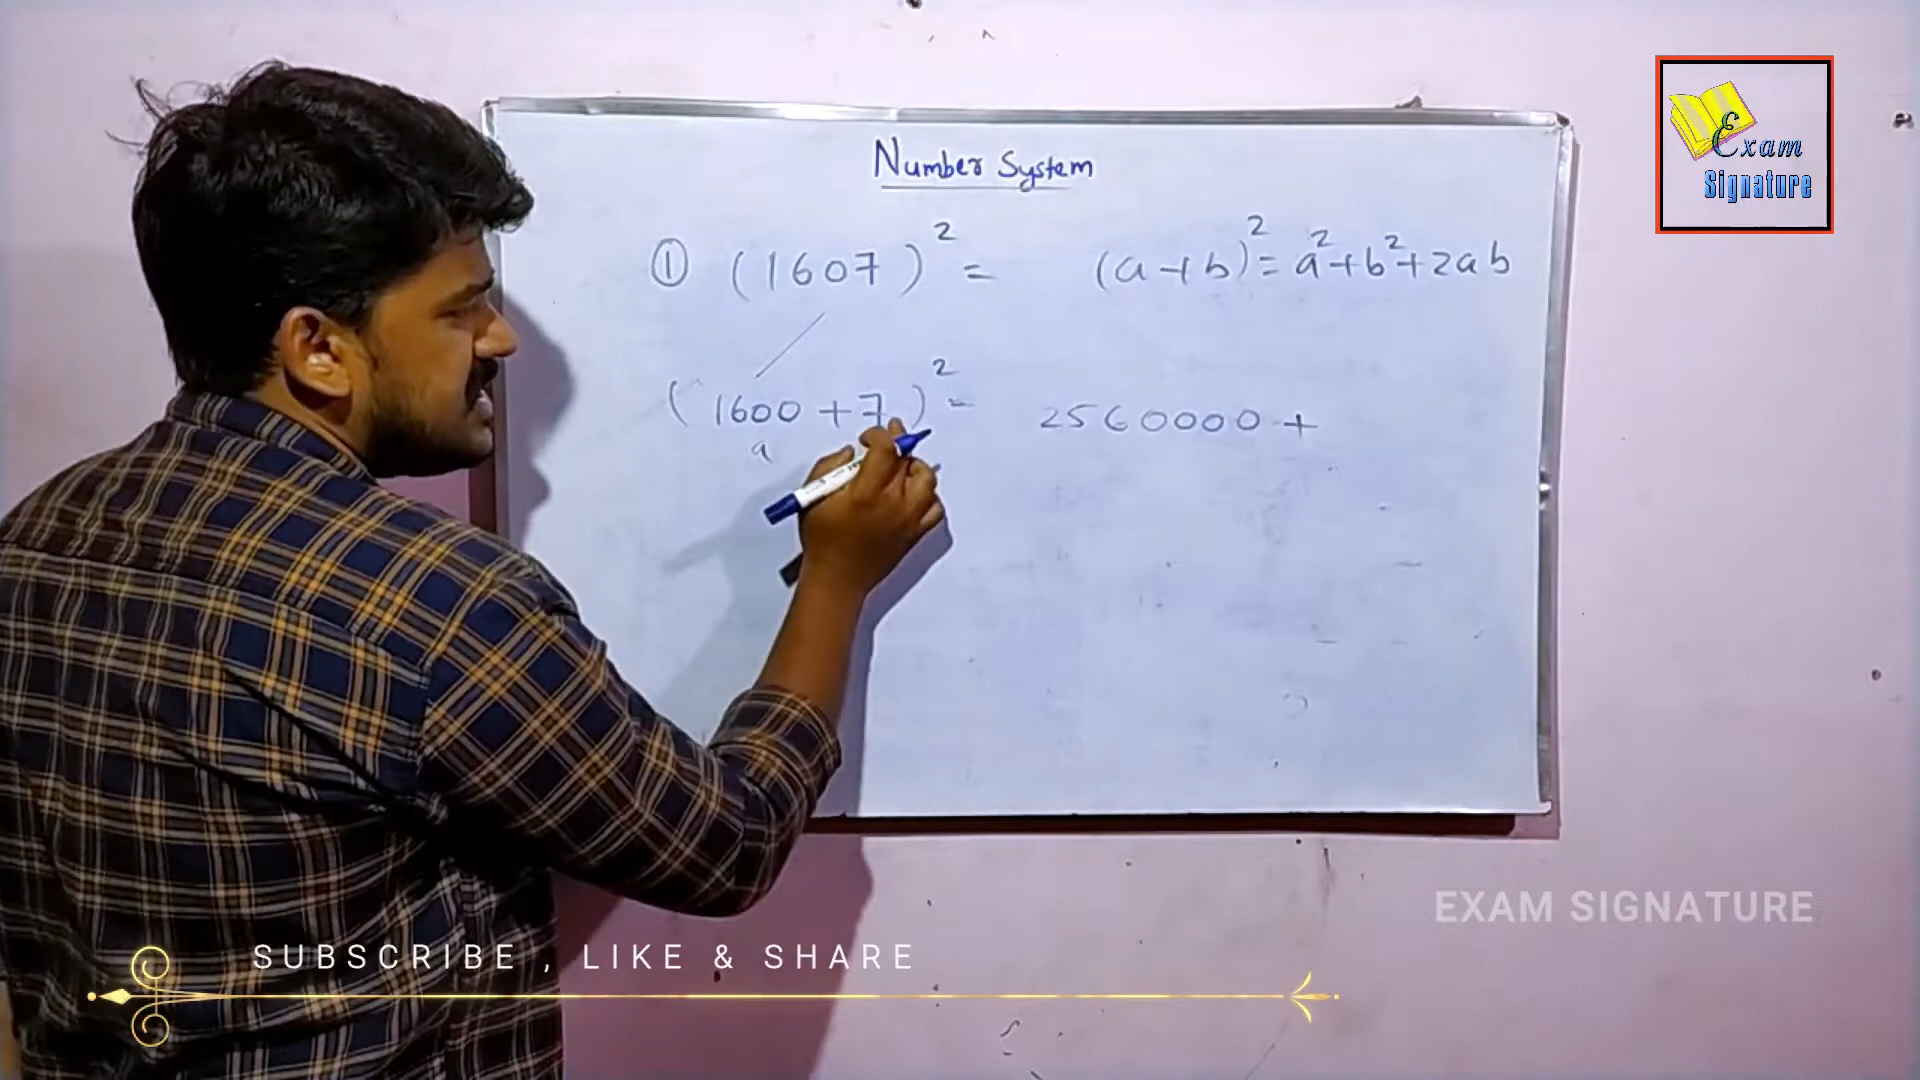 Number System
① (1607)² =
(a+b)² = a²+b²+2ab
(1600 + 7)² = 2560000 +
a
Exam
Signature
EXAM SIGNATURE
SUBSCRIBE , LIKE & SHARE